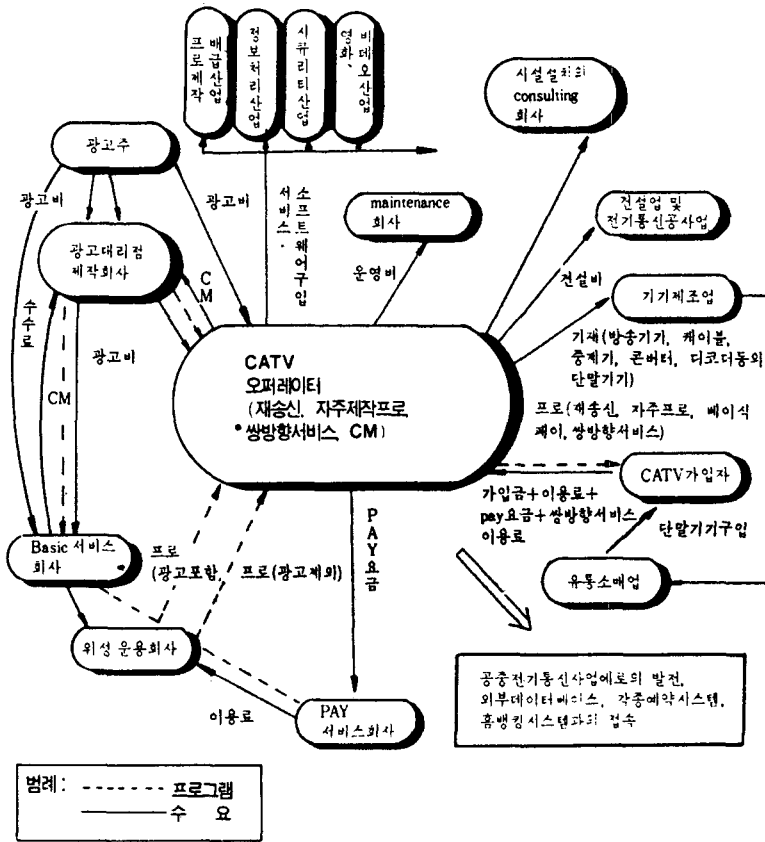 배급산업
프로제작
정보처리산업
시큐리티산업
비데오산업
영화、
시설설치의
consulting
회사
광고주
광고비
광고비
소프트웨어구입
서비스·
maintenance
회사
건설업 및
전기통신공사업
광고대리점
제작회사
CM
운영비
건설비
기기제조업
수수료
광고비
CM
기재(방송기기, 케이블,
중계기, 콘버터, 디코더등외
단말기기)
CATV
오퍼레이터
(재송신, 자주제작프로,
쌍방향서비스, CM)
프로(재송신, 자주프로, 베이식
패이, 쌍방향서비스)
CATV가입자
가입금+이용료+
pay요금+쌍방향서비스
이용료
PAY요금
단말기기구입
Basic 서비스
회사
프로
(광고포함)
프로(광고제외)
유통소매업
위성 운용회사
공중전기통신사업에로의 발전,
외부데이터베이스, 각종예약시스템,
홈뱅킹시스템과의 접속
이용료
PAY
서비스회사
범례: 프로그램
수 요